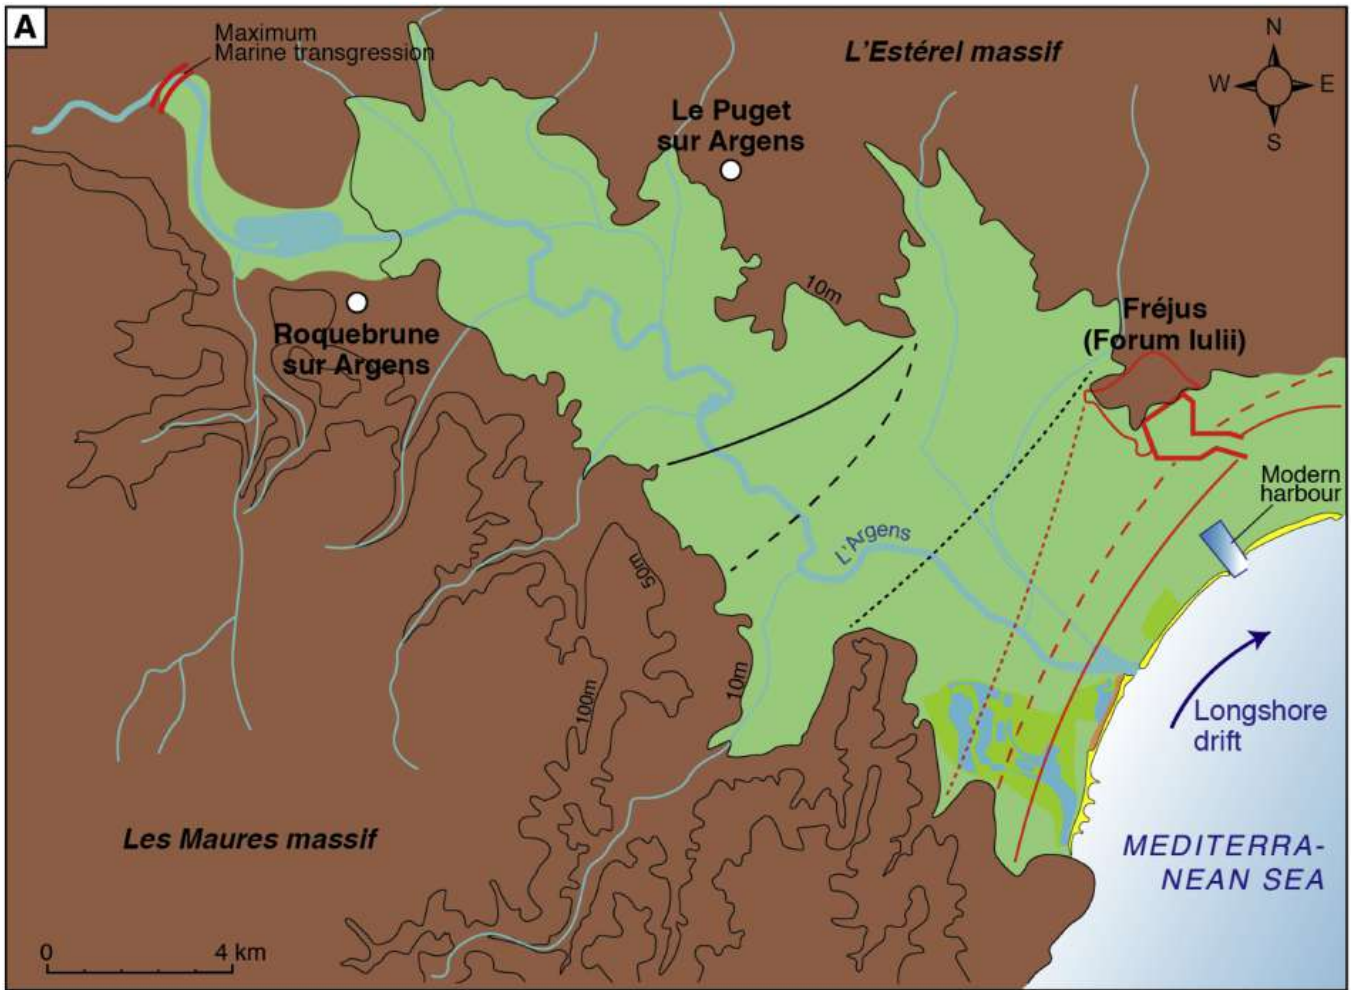 A
Maximum
Marine transgression
L'Estérel massif
N
W
E
S
Le Puget
sur Argens
10m
Fréjus
(Forum Iulii)
Roquebrune
sur Argens
Modern
harbour
L'Argens
50m
10m
100m
Longshore
drift
Les Maures massif
MEDITERRA-
NEAN SEA
0
4 km